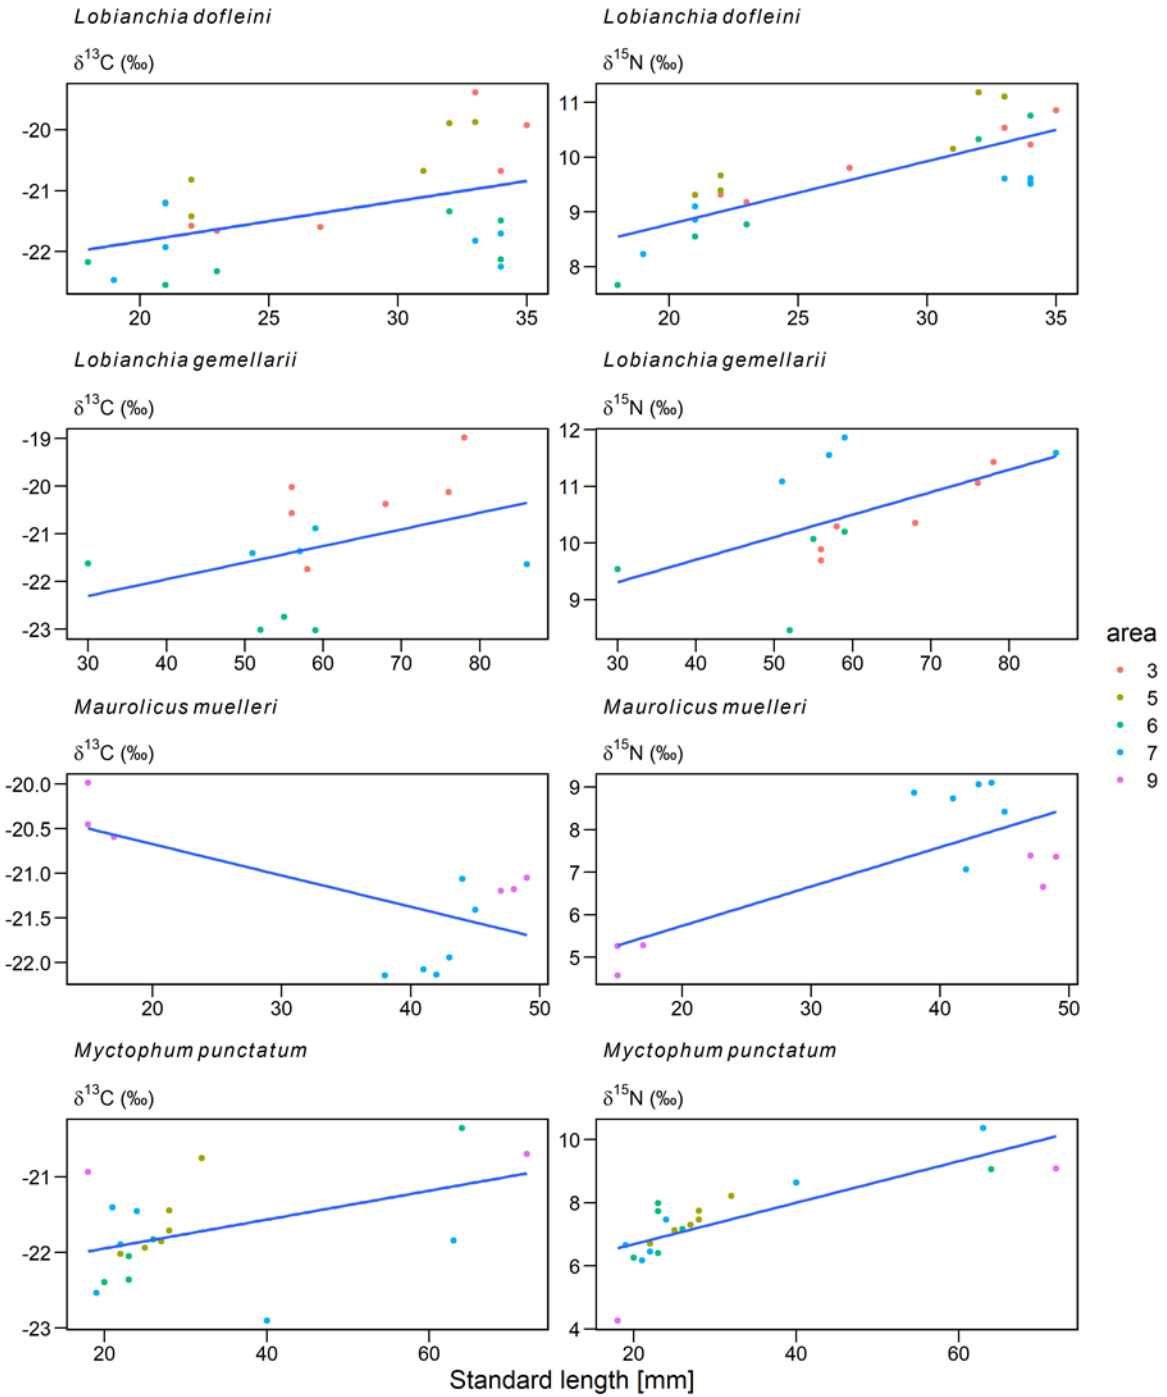 Lobianchia dofleini
δ¹³C (‰)
-20
-21
-22
20 25 30 35
Lobianchia dofleini
δ¹⁵N (‰)
11
10
9
8
20 25 30 35
Lobianchia gemellarii
δ¹³C (‰)
-19
-20
-21
-22
-23
30 40 50 60 70 80
Lobianchia gemellarii
δ¹⁵N (‰)
12
11
10
9
30 40 50 60 70 80
Maurolicus muelleri
δ¹³C (‰)
-20.0
-20.5
-21.0
-21.5
-22.0
20 30 40 50
Maurolicus muelleri
δ¹⁵N (‰)
9
8
7
6
5
20 30 40 50
Myctophum punctatum
δ¹³C (‰)
-21
-22
-23
20 40 60
Myctophum punctatum
δ¹⁵N (‰)
10
8
6
4
20 40 60
Standard length [mm]
area
3
5
6
7
9